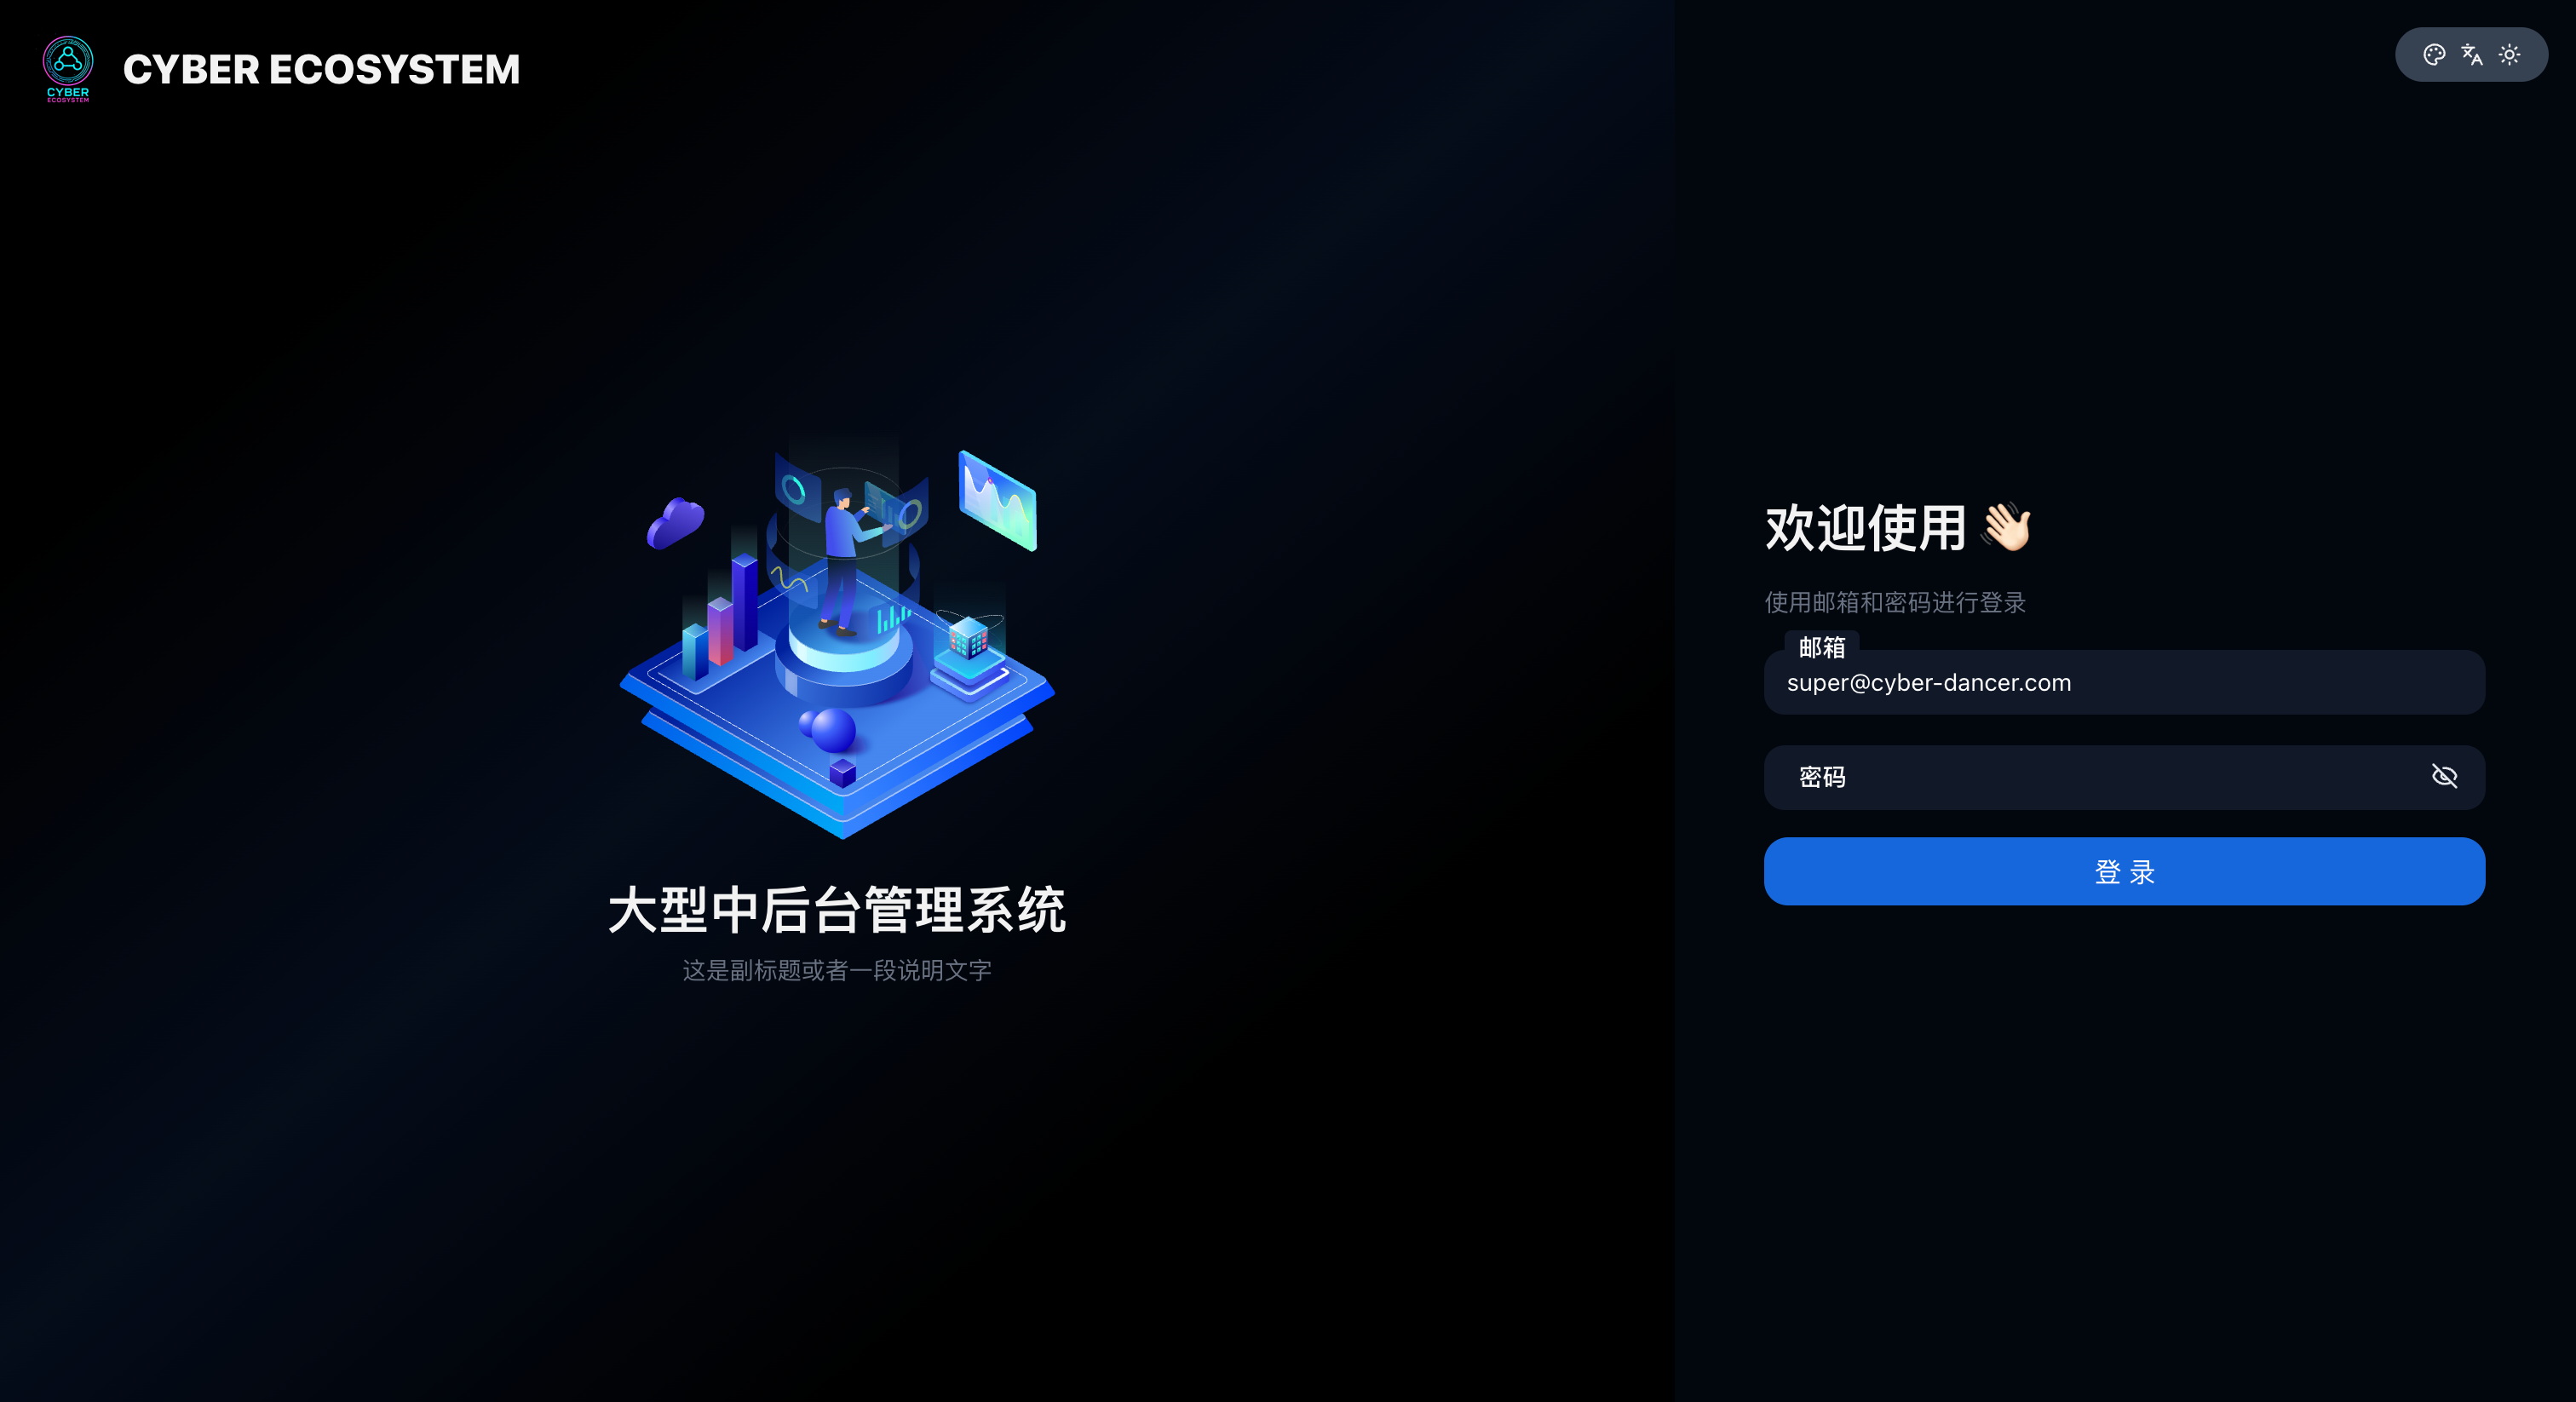 CYBER
ECOSYSTEM
CYBER ECOSYSTEM
大型中后台管理系统
这是副标题或者一段说明文字
欢迎使用 👋🏻
使用邮箱和密码进行登录
邮箱
super@cyber-dancer.com
密码
登 录